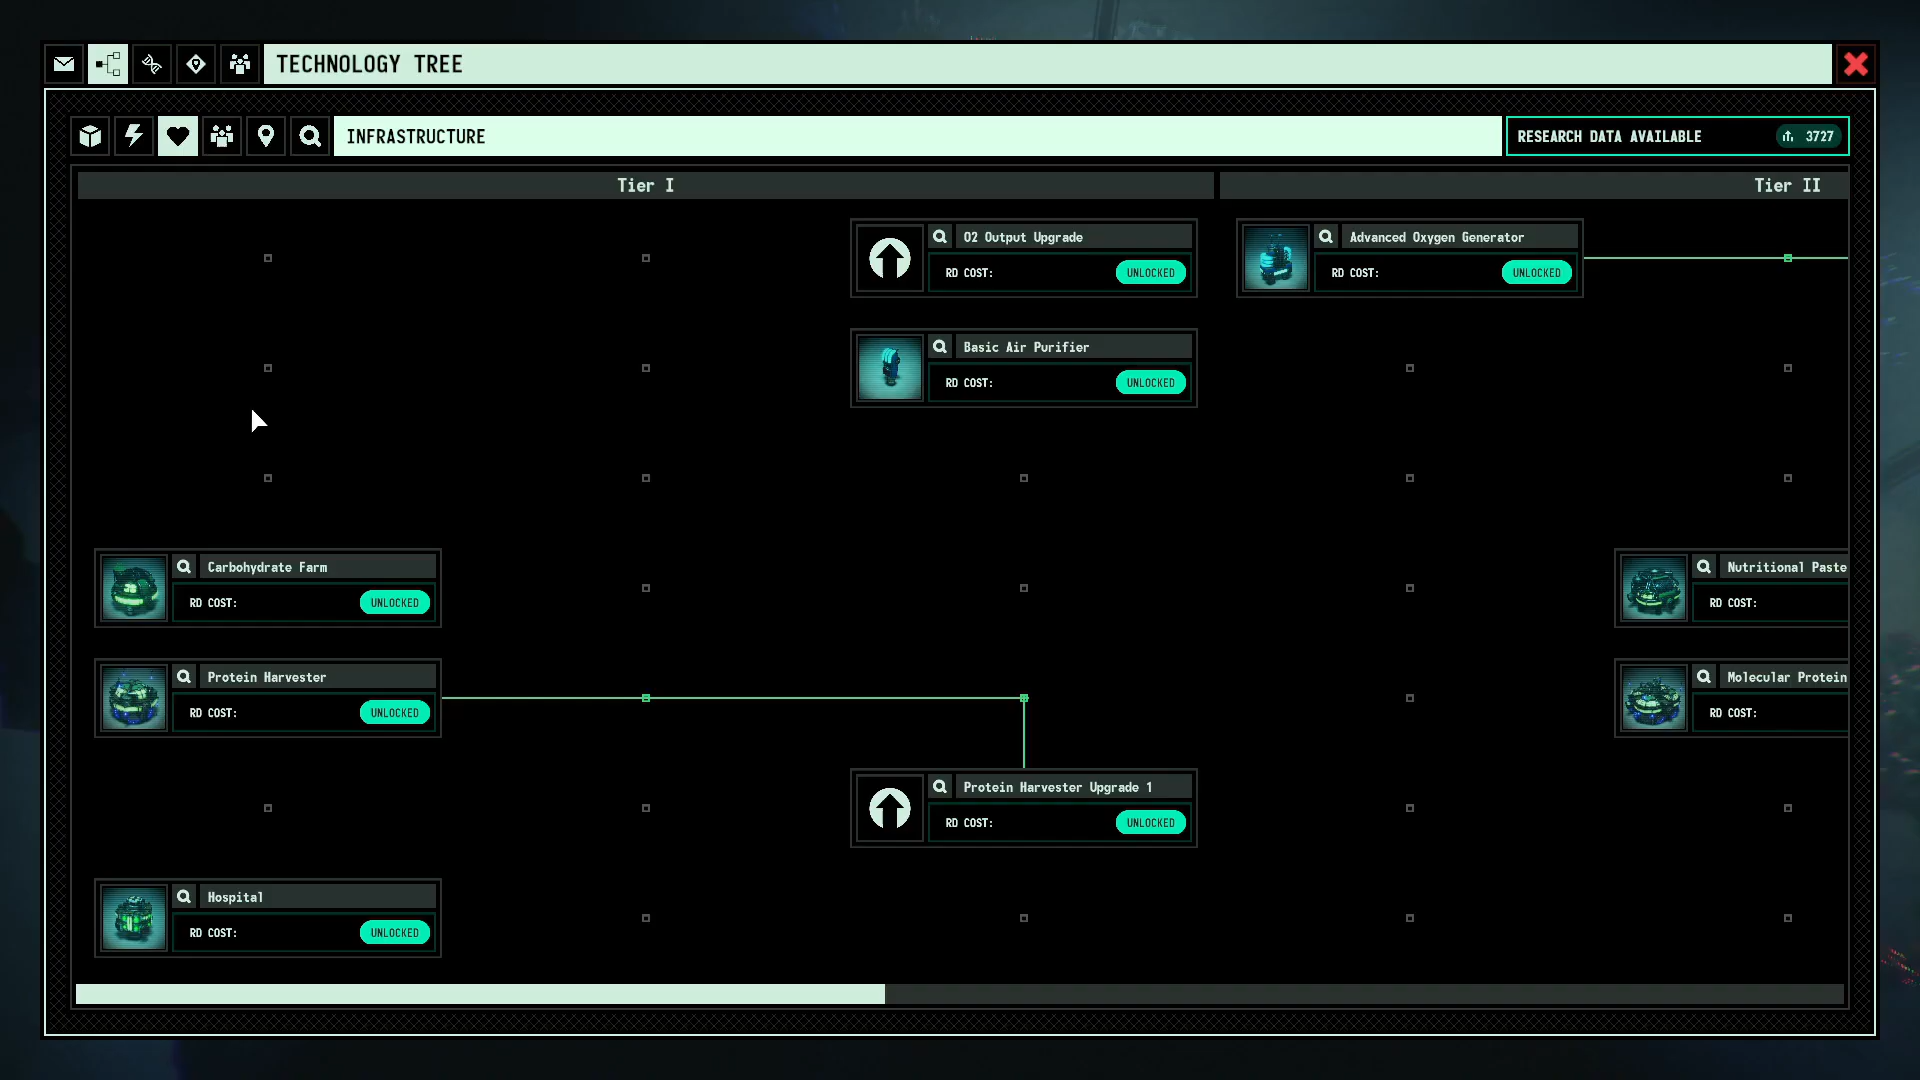 TECHNOLOGY TREE
INFRASTRUCTURE
RESEARCH DATA AVAILABLE 3727
Tier I
Tier II
O2 Output Upgrade
RD COST: UNLOCKED
Advanced Oxygen Generator
RD COST: UNLOCKED
Basic Air Purifier
RD COST: UNLOCKED
Carbohydrate Farm
RD COST: UNLOCKED
Nutritional Paste
RD COST:
Protein Harvester
RD COST: UNLOCKED
Molecular Protein
RD COST:
Protein Harvester Upgrade 1
RD COST: UNLOCKED
Hospital
RD COST: UNLOCKED